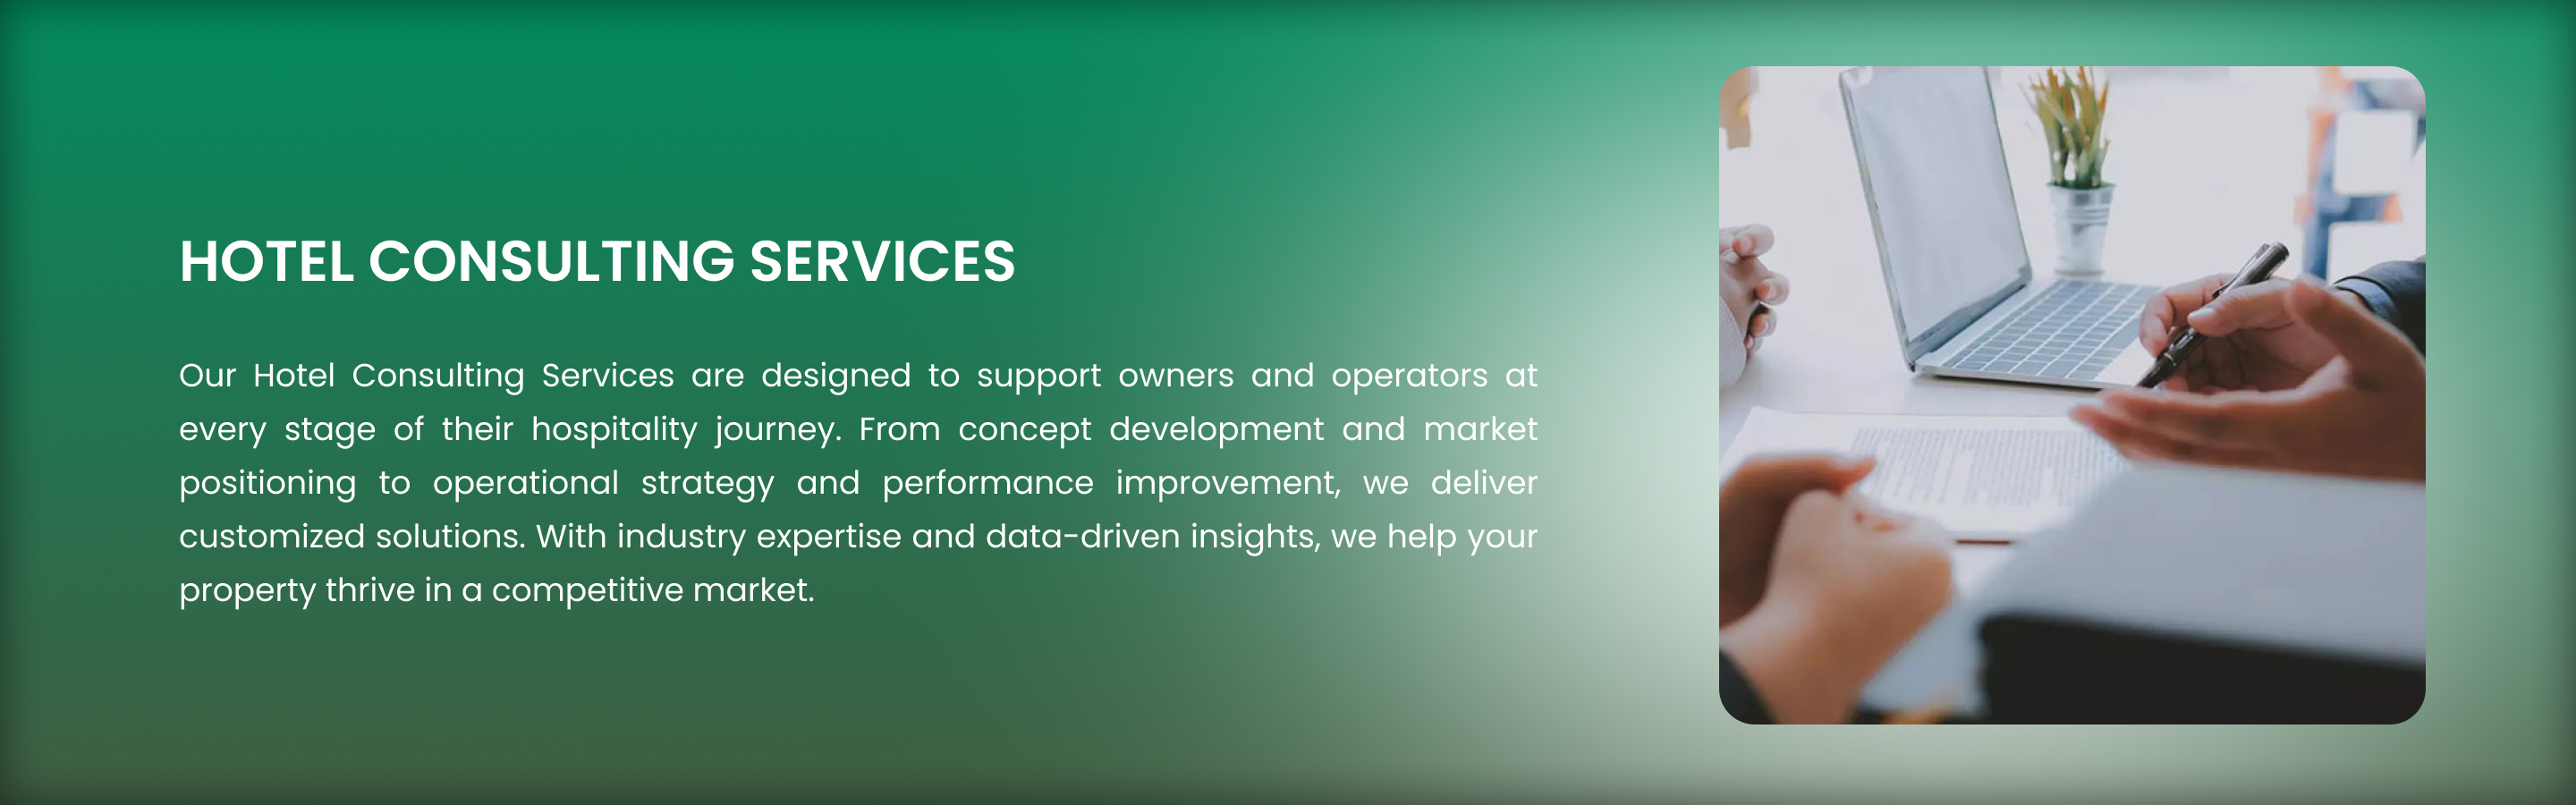 HOTEL CONSULTING SERVICES
Our Hotel Consulting Services are designed to support owners and operators at
every stage of their hospitality journey. From concept development and market
positioning to operational strategy and performance improvement, we deliver
customized solutions. With industry expertise and data-driven insights, we help your
property thrive in a competitive market.